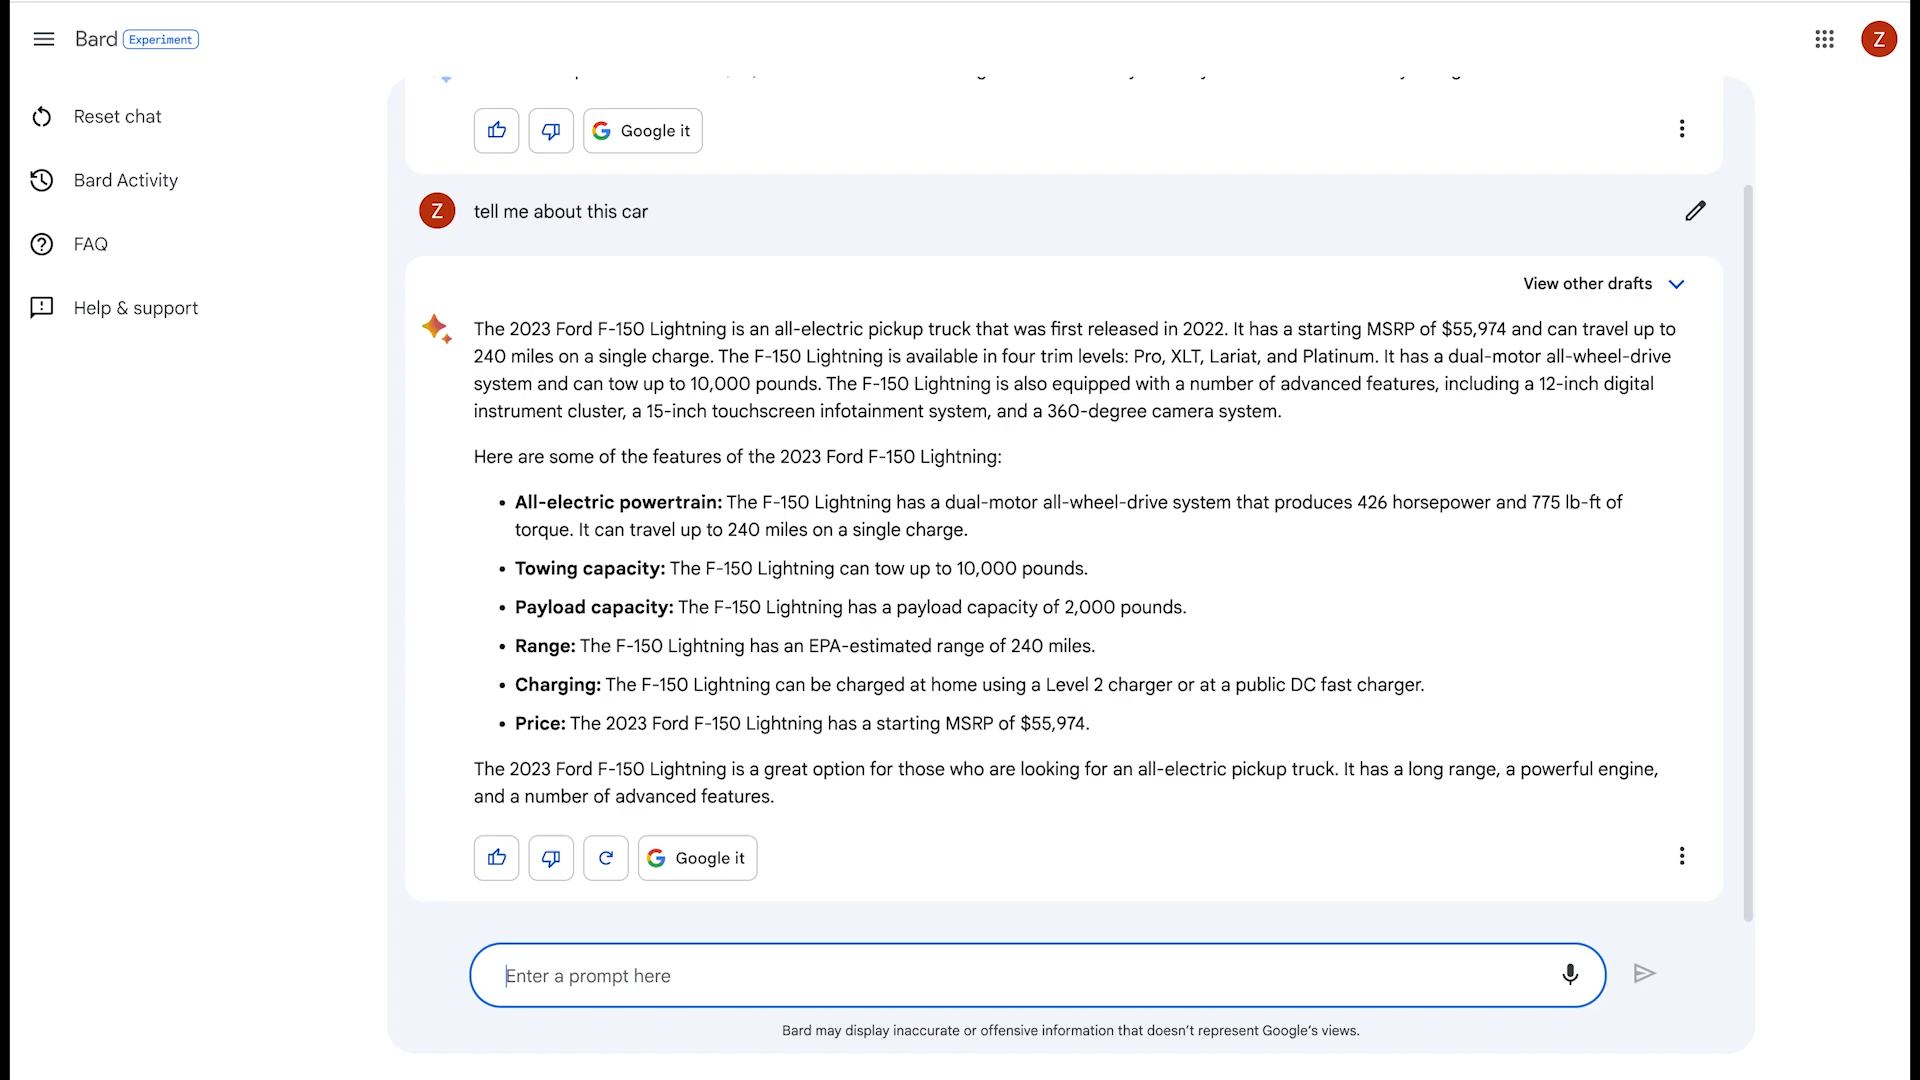 Bard Experiment
Z
Reset chat
Bard Activity
FAQ
Help & support
Google it
Z tell me about this car
View other drafts
The 2023 Ford F-150 Lightning is an all-electric pickup truck that was first released in 2022. It has a starting MSRP of $55,974 and can travel up to
240 miles on a single charge. The F-150 Lightning is available in four trim levels: Pro, XLT, Lariat, and Platinum. It has a dual-motor all-wheel-drive
system and can tow up to 10,000 pounds. The F-150 Lightning is also equipped with a number of advanced features, including a 12-inch digital
instrument cluster, a 15-inch touchscreen infotainment system, and a 360-degree camera system.
Here are some of the features of the 2023 Ford F-150 Lightning:
• All-electric powertrain: The F-150 Lightning has a dual-motor all-wheel-drive system that produces 426 horsepower and 775 lb-ft of
torque. It can travel up to 240 miles on a single charge.
• Towing capacity: The F-150 Lightning can tow up to 10,000 pounds.
• Payload capacity: The F-150 Lightning has a payload capacity of 2,000 pounds.
• Range: The F-150 Lightning has an EPA-estimated range of 240 miles.
• Charging: The F-150 Lightning can be charged at home using a Level 2 charger or at a public DC fast charger.
• Price: The 2023 Ford F-150 Lightning has a starting MSRP of $55,974.
The 2023 Ford F-150 Lightning is a great option for those who are looking for an all-electric pickup truck. It has a long range, a powerful engine,
and a number of advanced features.
Google it
Enter a prompt here
Bard may display inaccurate or offensive information that doesn't represent Google's views.